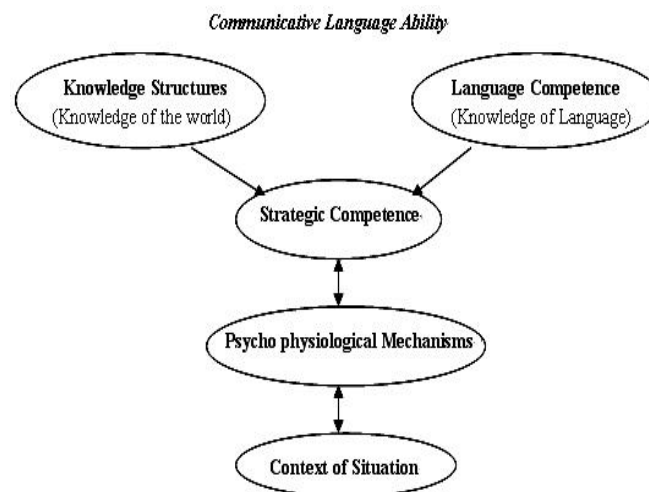 Communicative Language Ability
Knowledge Structures
(Knowledge of the world)
Language Competence
(Knowledge of Language)
Strategic Competence
Psycho physiological Mechanisms
Context of Situation